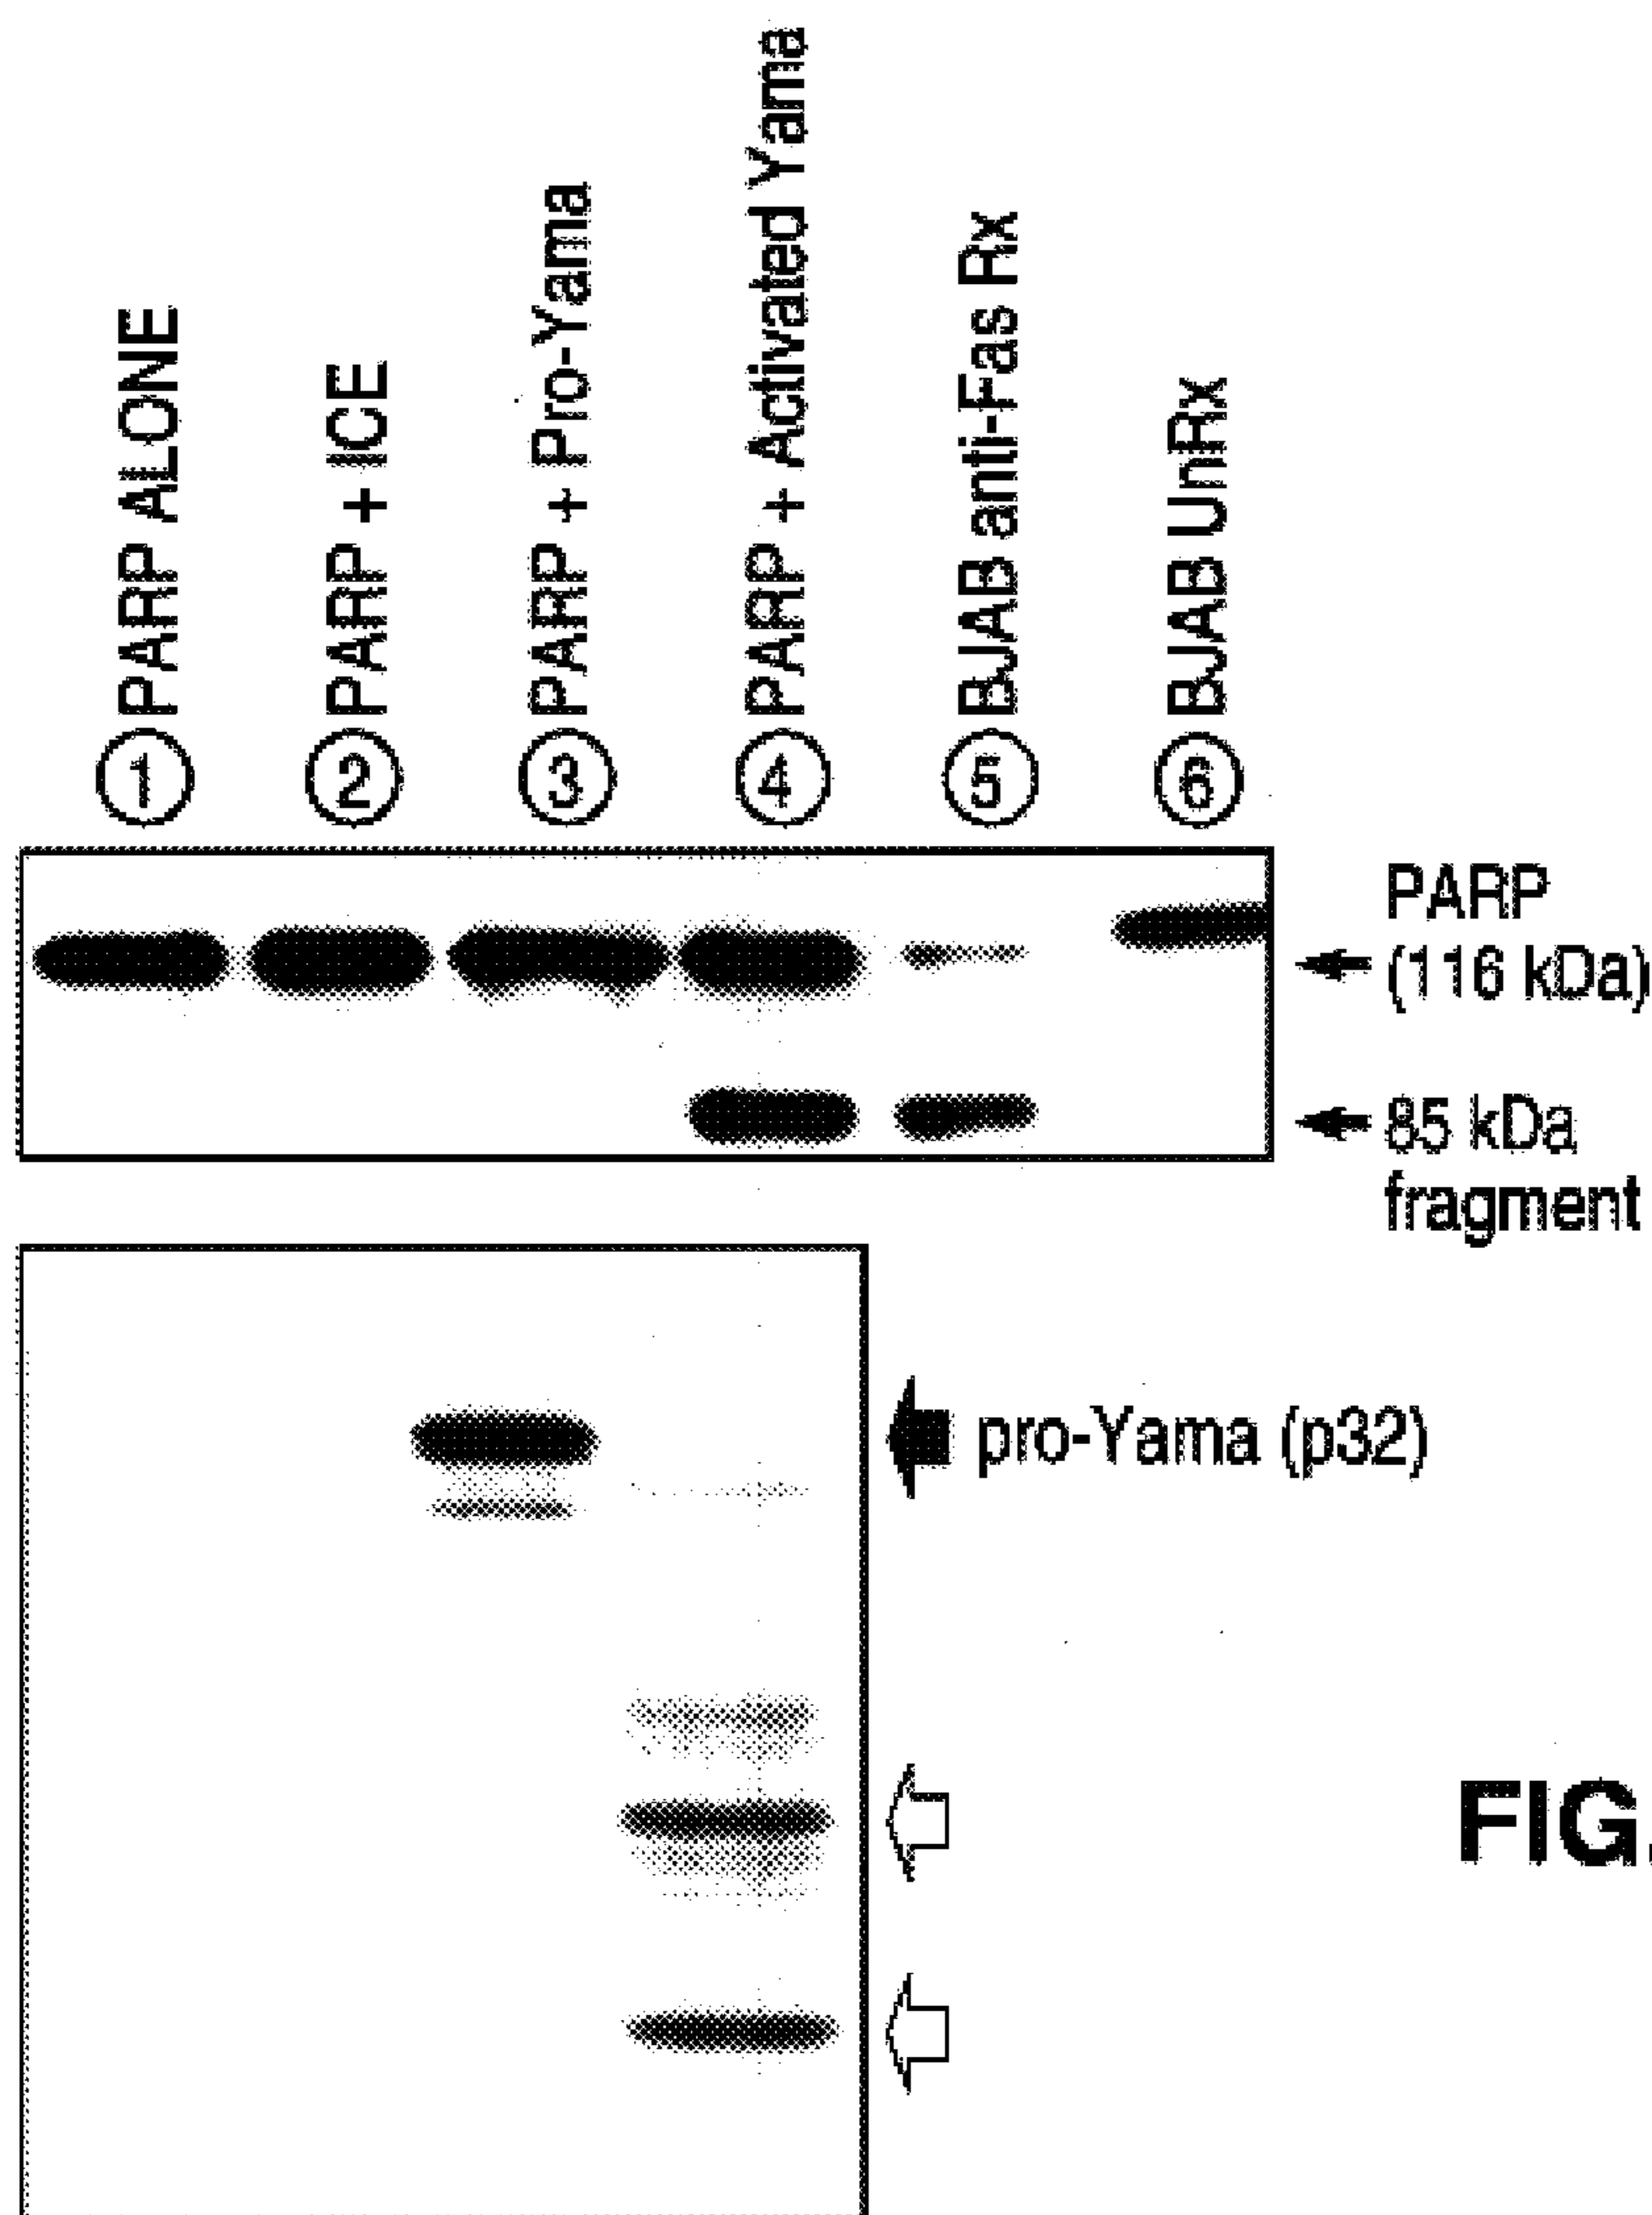 ① PARP ALONE
② PARP + ICE
③ PARP + Pro-Yama
④ PARP + Activated Yama
⑤ BJAB anti-Fas Rx
⑥ BJAB UnRx
PARP
(116 kDa)
85 kDa
fragment
pro-Yama (p32)
FIG.